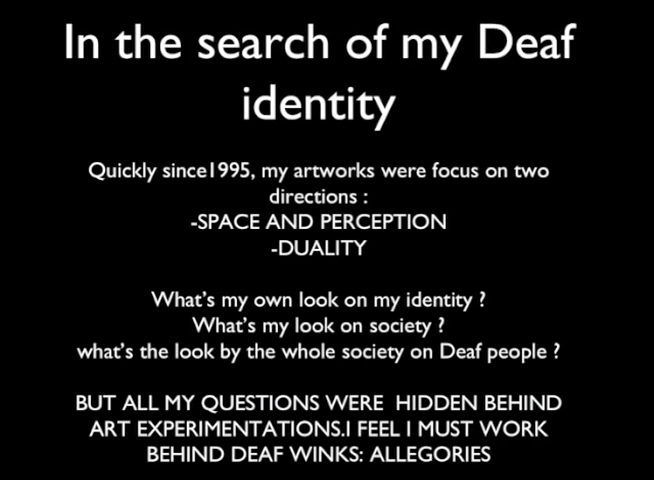 In the search of my Deaf
identity
Quickly since1995, my artworks were focus on two
directions :
-SPACE AND PERCEPTION
-DUALITY
What's my own look on my identity ?
What's my look on society ?
what's the look by the whole society on Deaf people ?
BUT ALL MY QUESTIONS WERE  HIDDEN BEHIND
ART EXPERIMENTATIONS.I FEEL I MUST WORK
BEHIND DEAF WINKS: ALLEGORIES